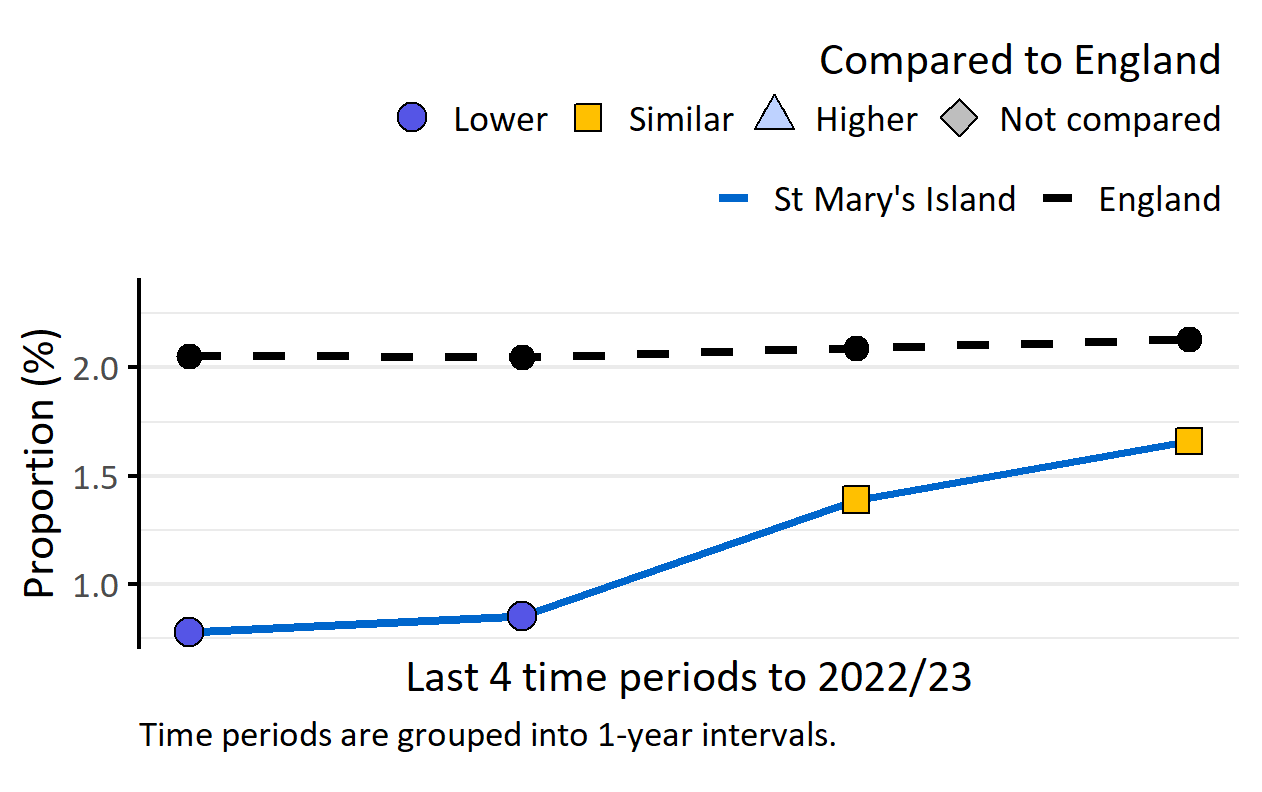 Compared to England
Lower Similar Higher Not compared
St Mary's Island England
Proportion (%)
2.0
1.5
1.0
Last 4 time periods to 2022/23
Time periods are grouped into 1-year intervals.